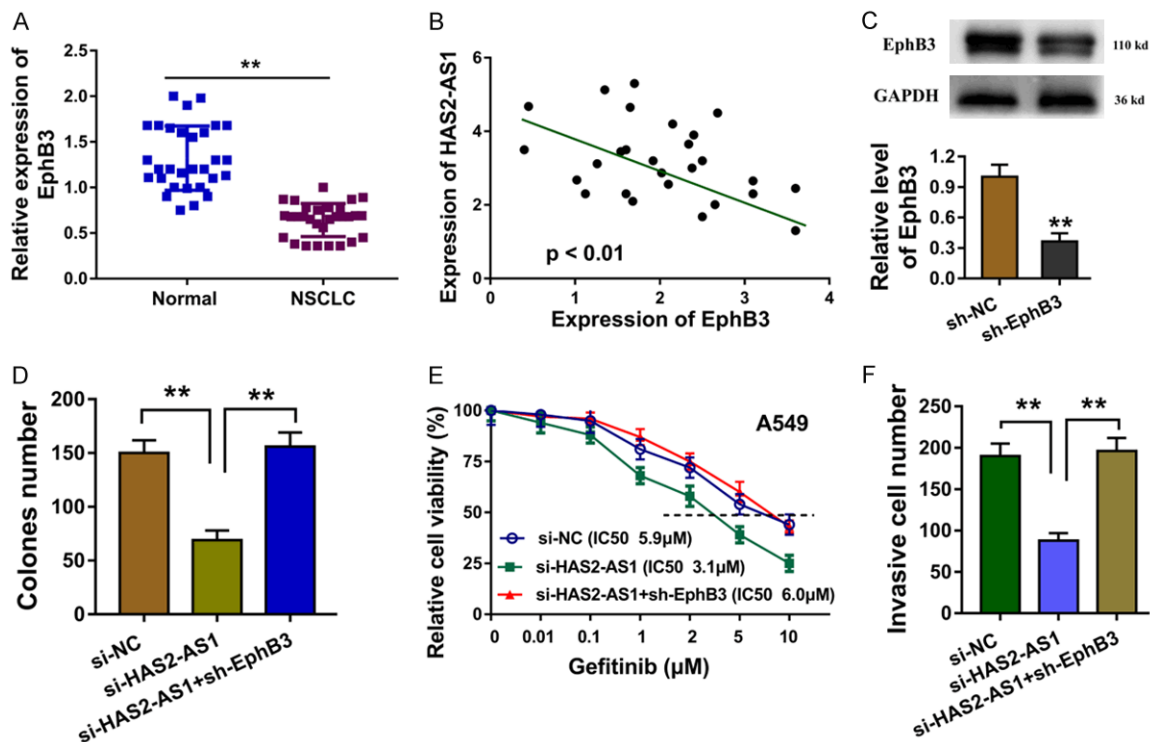 A
Relative expression of
EphB3
2.5
2.0
1.5
1.0
0.5
0.0
**
Normal
NSCLC
B
Expression of HAS2-AS1
6
4
2
0
p < 0.01
0
1
2
3
4
Expression of EphB3
C
EphB3
110 kd
GAPDH
36 kd
Relative level
of EphB3
1.2
0.9
0.6
0.3
0.0
**
sh-NC
sh-EphB3
D
Colones number
200
150
100
50
0
**
**
si-NC
si-HAS2-AS1
si-HAS2-AS1+sh-EphB3
E
Relative cell viability (%)
100
75
50
25
0
A549
si-NC (IC50 5.9µM)
si-HAS2-AS1 (IC50 3.1µM)
si-HAS2-AS1+sh-EphB3 (IC50 6.0µM)
0
0.01
0.1
1
2
5
10
Gefitinib (µM)
F
Invasive cell number
250
200
150
100
50
0
**
**
si-NC
si-HAS2-AS1
si-HAS2-AS1+sh-EphB3